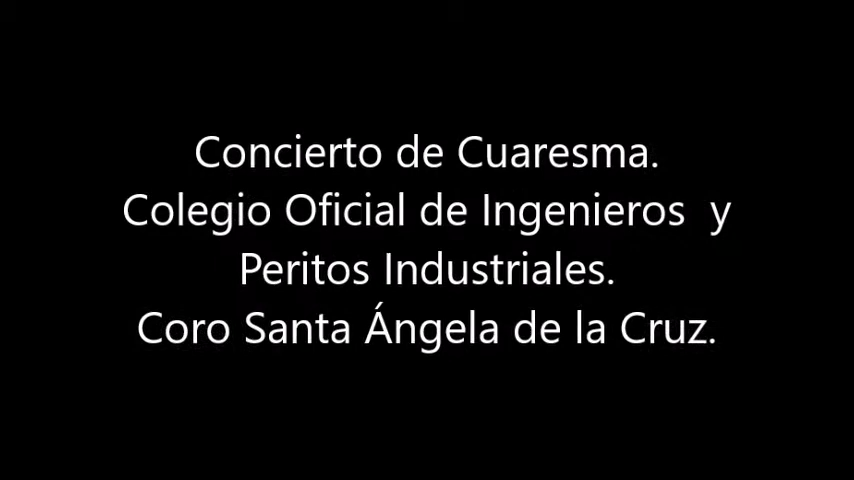 Concierto de Cuaresma.
Colegio Oficial de Ingenieros  y
Peritos Industriales.
Coro Santa Ángela de la Cruz.